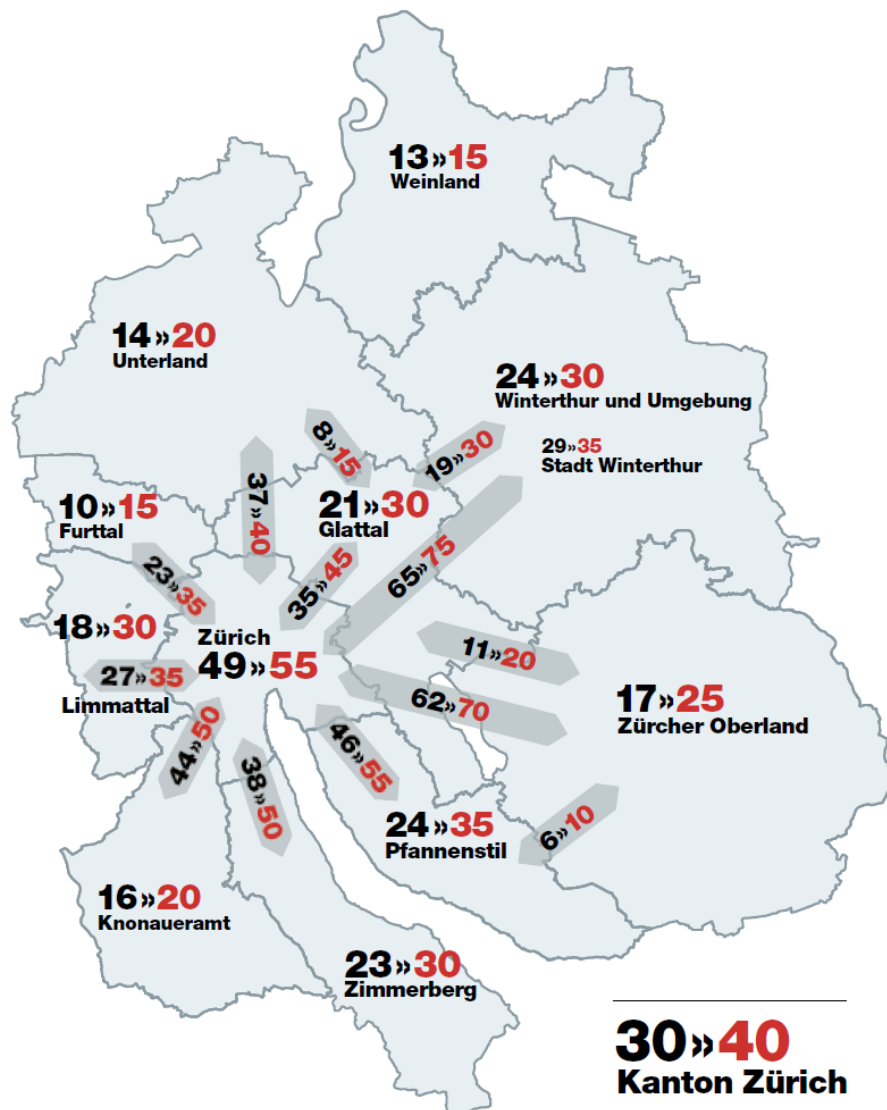 13»15
Weinland
14»20
Unterland
24»30
Winterthur und Umgebung
29»35
Stadt Winterthur
8»15
19»30
37»40
10»15
Furttal
21»30
Glattal
23»35
35»45
65»75
18»30
Zürich
49»55
27»35
Limmattal
11»20
62»70
17»25
Zürcher Oberland
44»50
38»50
46»55
24»35
Pfannenstil
6»10
16»20
Knonaueramt
23»30
Zimmerberg
30»40
Kanton Zürich